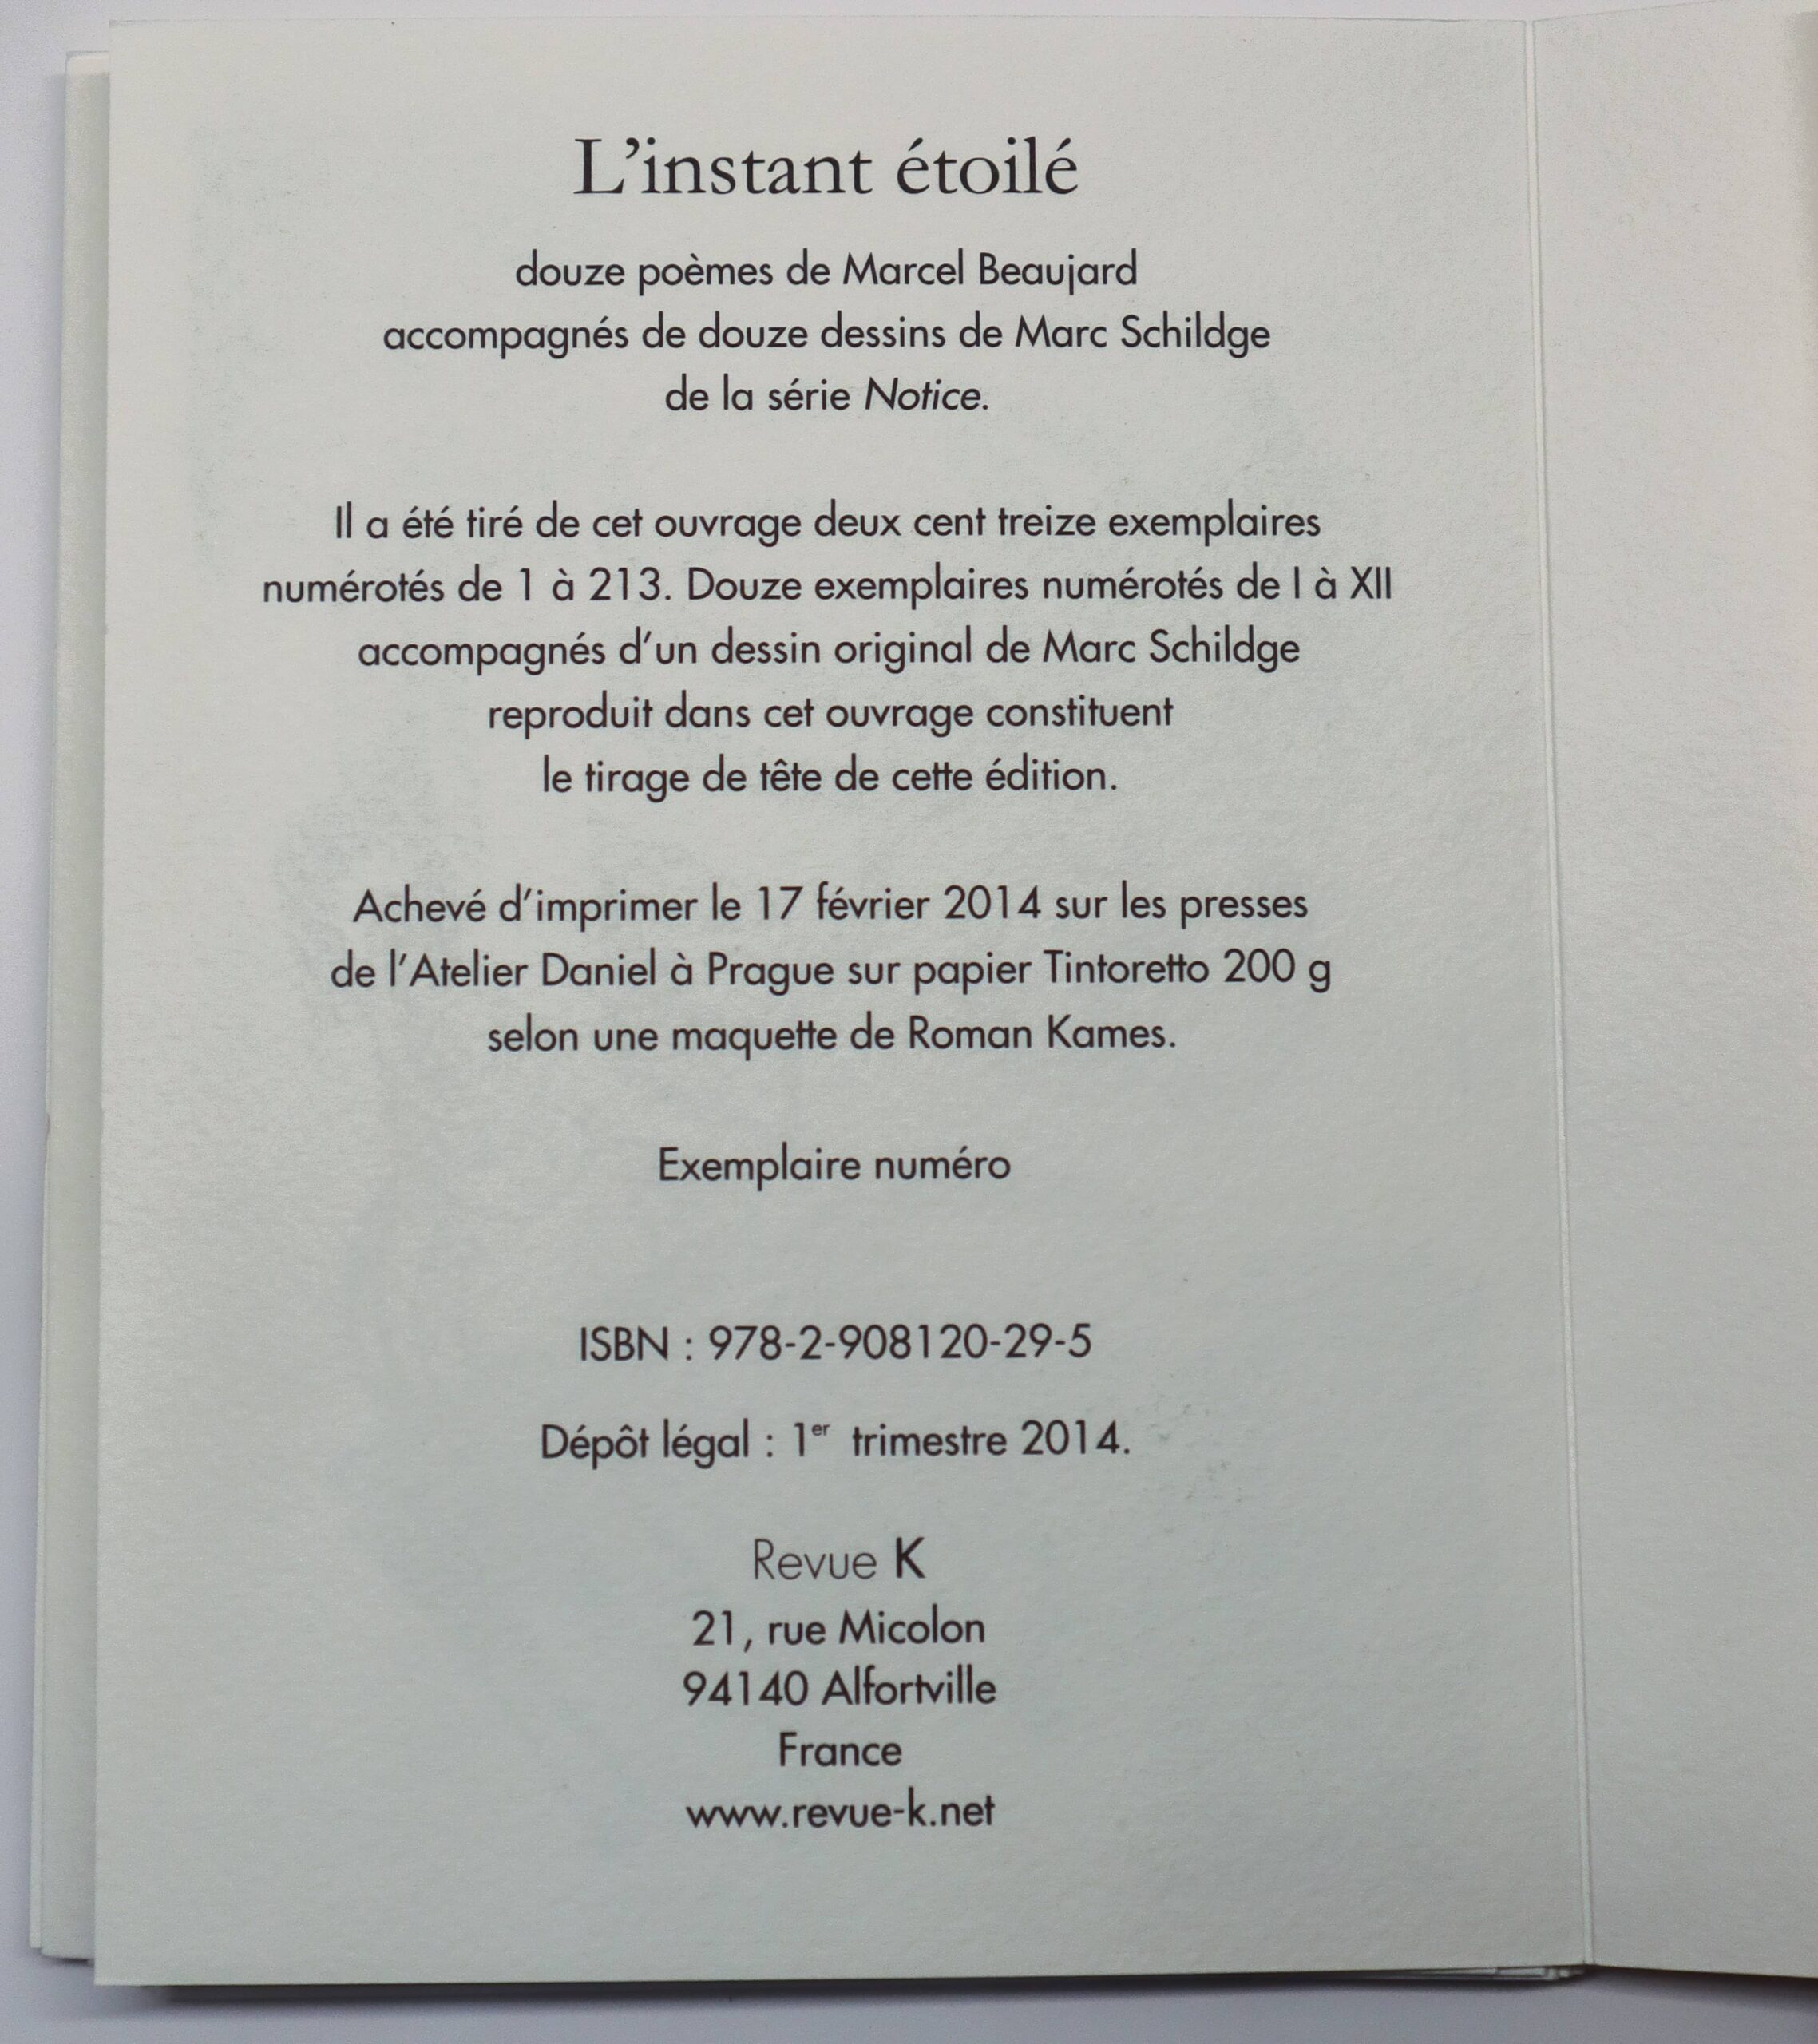 L'instant étoilé
douze poèmes de Marcel Beaujard
accompagnés de douze dessins de Marc Schildge
de la série Notice.
Il a été tiré de cet ouvrage deux cent treize exemplaires
numérotés de 1 à 213. Douze exemplaires numérotés de I à XII
accompagnés d'un dessin original de Marc Schildge
reproduit dans cet ouvrage constituent
le tirage de tête de cette édition.
Achevé d'imprimer le 17 février 2014 sur les presses
de l'Atelier Daniel à Prague sur papier Tintoretto 200 g
selon une maquette de Roman Kames.
Exemplaire numéro
ISBN : 978-2-908120-29-5
Dépôt légal : 1er trimestre 2014.
Revue K
21, rue Micolon
94140 Alfortville
France
www.revue-k.net